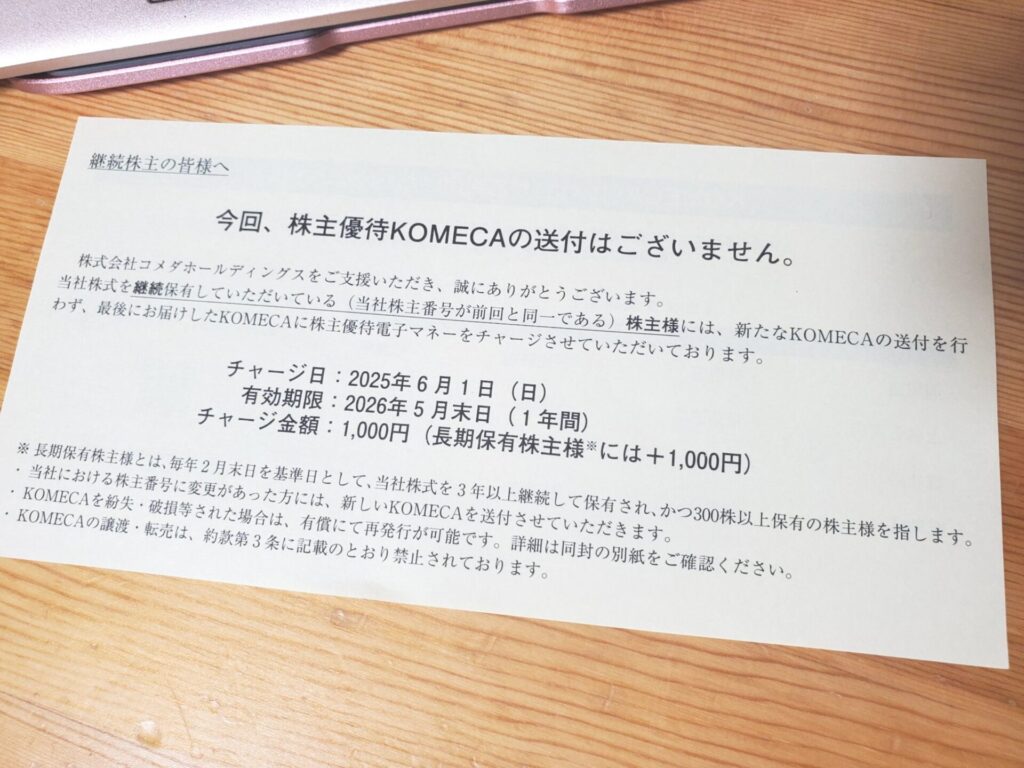 継続株主の皆様へ
今回、株主優待KOMECAの送付はございません。
株式会社コメダホールディングスをご支援いただき、誠にありがとうございます。
当社株式を継続保有していただいている（当社株主番号が前回と同一である）株主様には、新たなKOMECAの送付を行
わず、最後にお届けしたKOMECAに株主優待電子マネーをチャージさせていただいております。
チャージ日：2025年6月1日（日）
有効期限：2026年5月末日（1年間）
チャージ金額：1,000円（長期保有株主様※には＋1,000円）
※長期保有株主様とは、毎年2月末日を基準日として、当社株式を3年以上継続して保有され、かつ300株以上保有の株主様を指します。
・当社における株主番号に変更があった方には、新しいKOMECAを送付させていただきます。
・KOMECAを紛失・破損等された場合は、有償にて再発行が可能です。詳細は同封の別紙をご確認ください。
・KOMECAの譲渡・転売は、約款第3条に記載のとおり禁止されております。